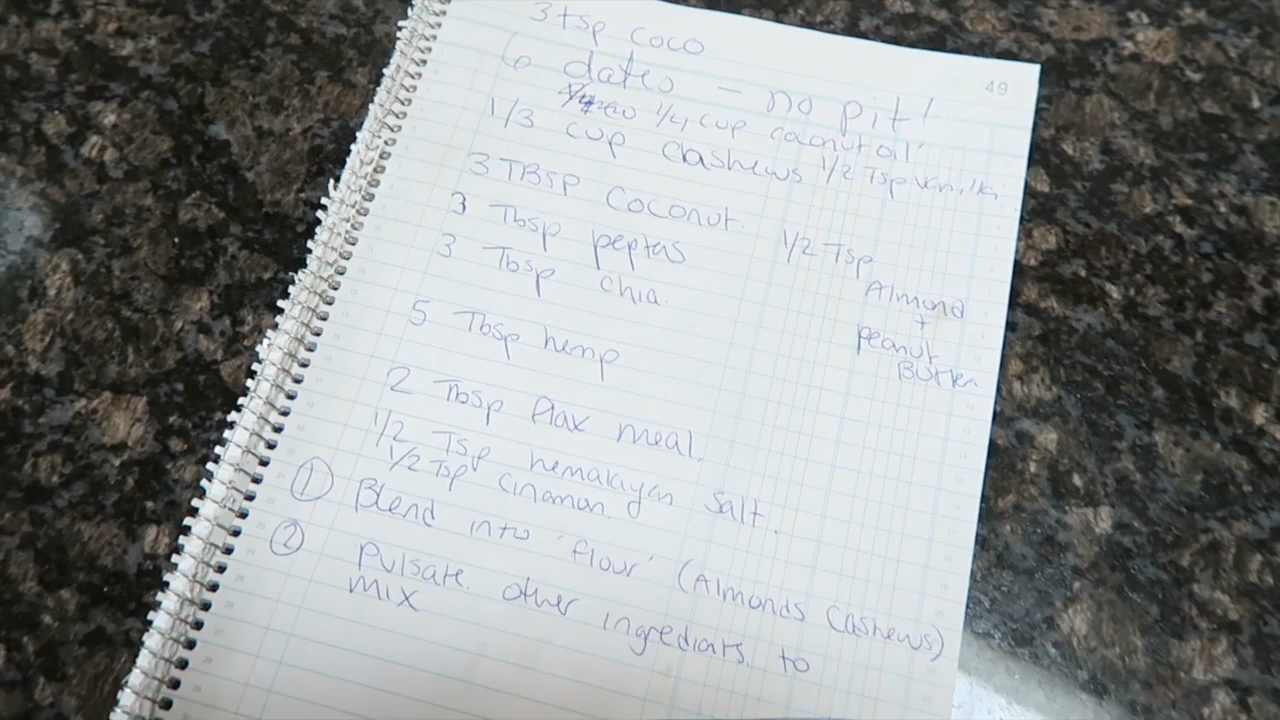 3 tsp coco
49
6 dates - no pit!
1/4 cup coconut oil
1/3 cup Cashews 1/2 Tsp Vanilla
3 TBSP Coconut.
1/2 Tsp
3 Tbsp peptas
Almond
+
3 Tbsp chia.
peanut
Butter
5 Tbsp hemp
2 Tbsp flax meal.
1/2 Tsp hemalayan Salt.
1/2 Tsp cinamon.
1 Blend into 'flour' (Almonds Cashews)
2 Pulsate other ingredients to
mix